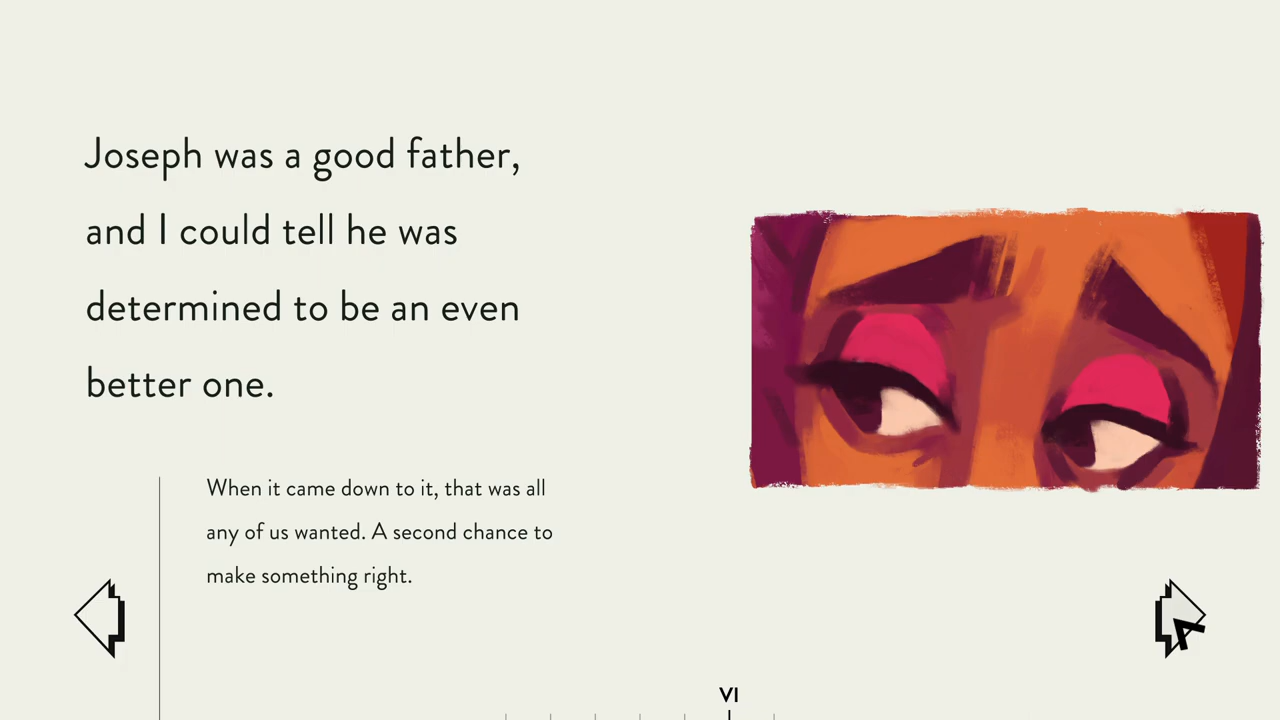 Joseph was a good father,
and I could tell he was
determined to be an even
better one.
When it came down to it, that was all
any of us wanted. A second chance to
make something right.
VI